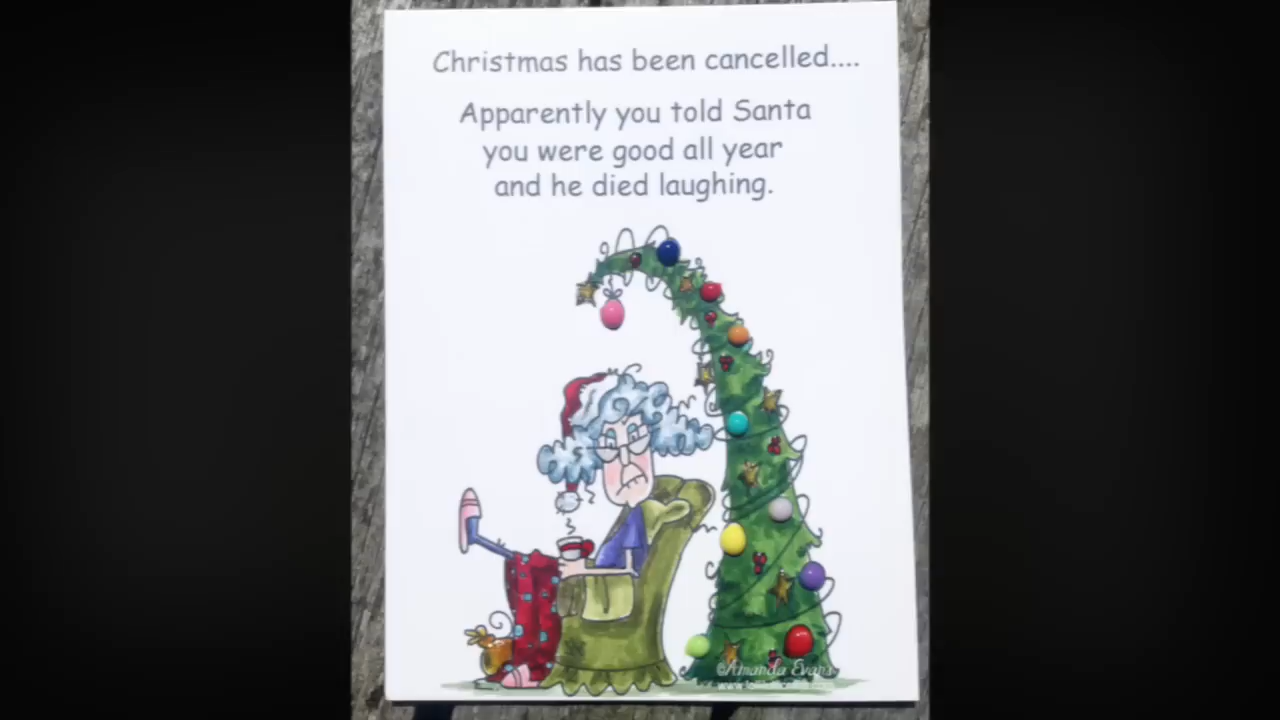 Christmas has been cancelled....
Apparently you told Santa
you were good all year
and he died laughing.
©Amanda Evans